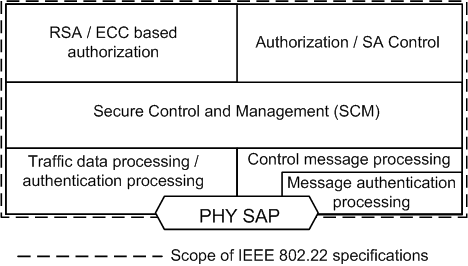 RSA / ECC based
authorization
Authorization / SA Control
Secure Control and Management (SCM)
Traffic data processing /
authentication processing
Control message processing
Message authentication
processing
PHY SAP
Scope of IEEE 802.22 specifications